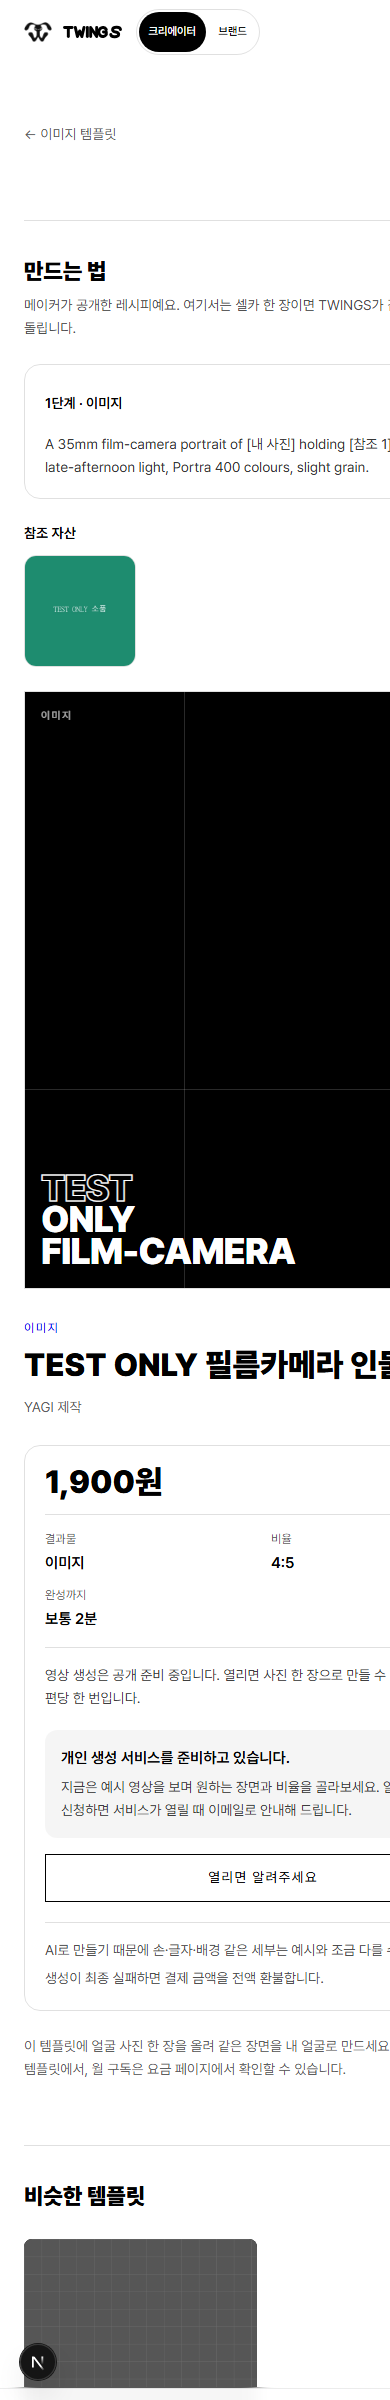 TWINGS
크리에이터
브랜드
← 이미지 템플릿
만드는 법
메이커가 공개한 레시피예요. 여기서는 셀카 한 장이면 TWINGS가
돌립니다.
1단계 · 이미지
A 35mm film-camera portrait of [내 사진] holding [참조 1]
late-afternoon light, Portra 400 colours, slight grain.
참조 자산
TEST ONLY 소품
이미지
TEST
ONLY
FILM-CAMERA
이미지
TEST ONLY 필름카메라
YAGI 제작
1,900원
결과물
비율
이미지
4:5
완성까지
보통 2분
영상 생성은 공개 준비 중입니다. 열리면 사진 한 장으로 만들 수
편당 한 번입니다.
개인 생성 서비스를 준비하고 있습니다.
지금은 예시 영상을 보며 원하는 장면과 비율을 골라보세요.
신청하면 서비스가 열릴 때 이메일로 안내해 드립니다.
열리면 알려주세요
AI로 만들기 때문에 손·글자·배경 같은 세부는 예시와 조금 다를
생성이 최종 실패하면 결제 금액을 전액 환불합니다.
이 템플릿에 얼굴 사진 한 장을 올려 같은 장면을 내 얼굴로 만드세요
템플릿에서, 월 구독은 요금 페이지에서 확인할 수 있습니다.
비슷한 템플릿
N